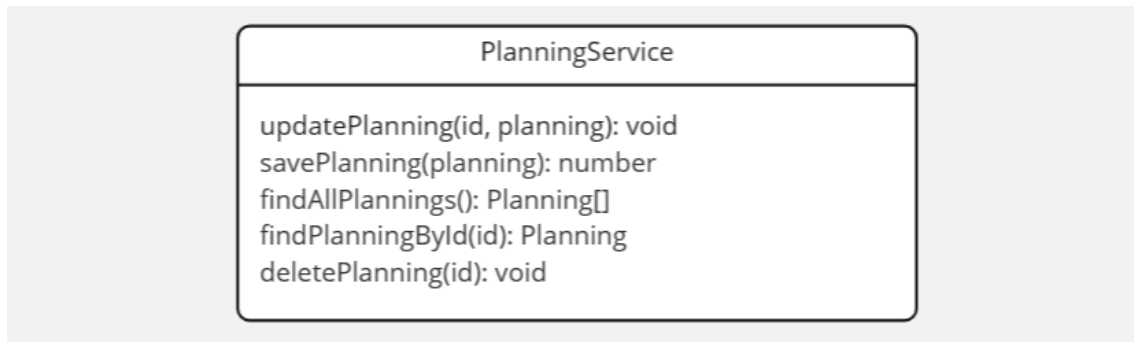 PlanningService
updatePlanning(id, planning): void
savePlanning(planning): number
findAllPlannings(): Planning[]
findPlanningById(id): Planning
deletePlanning(id): void